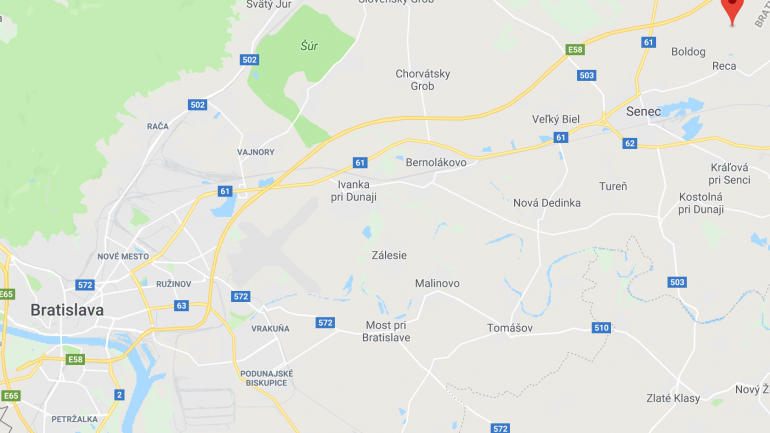 Svätý Jur
Slovenský Grob
Šúr
61
E58
BRAT
Boldog
502
Chorvátsky
Grob
503
Reca
502
Senec
RAČA
Veľký Biel
61
62
VAJNORY
61
Bernolákovo
Kráľová
pri Senci
61
Ivanka
pri Dunaji
Tureň
Kostolná
pri Dunaji
Nová Dedinka
NOVÉ MESTO
Zálesie
572
RUŽINOV
Malinovo
503
E65
572
63
Bratislava
572
VRAKUŇA
Most pri
Bratislave
Tomášov
510
E58
PODUNAJSKÉ
BISKUPICE
E65
2
Nový Ž
Zlaté Klasy
PETRŽALKA
572